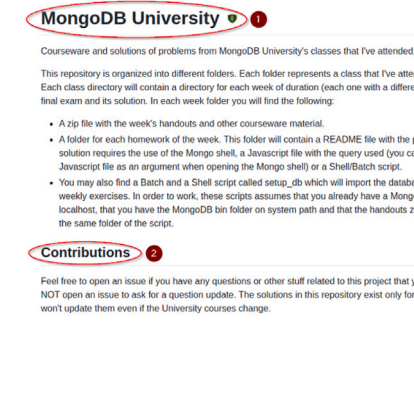 MongoDB University 1
Courseware and solutions of problems from MongoDB University's classes that I've attended
This repository is organized into different folders. Each folder represents a class that I've
Each class directory will contain a directory for each week of duration (each one with a
final exam and its solution. In each week folder you will find the following:
• A zip file with the week's handouts and other courseware material.
• A folder for each homework of the week. This folder will contain a README file with the
solution requires the use of the Mongo shell, a Javascript file with the query used (you
Javascript file as an argument when opening the Mongo shell) or a Shell/Batch script.
• You may also find a Batch and a Shell script called setup_db which will import the
weekly exercises. In order to work, these scripts assumes that you already have a
localhost, that you have the MongoDB bin folder on system path and that the handouts
the same folder of the script.
Contributions 2
Feel free to open an issue if you have any questions or other stuff related to this project that
NOT open an issue to ask for a question update. The solutions in this repository exist only
won't update them even if the University courses change.